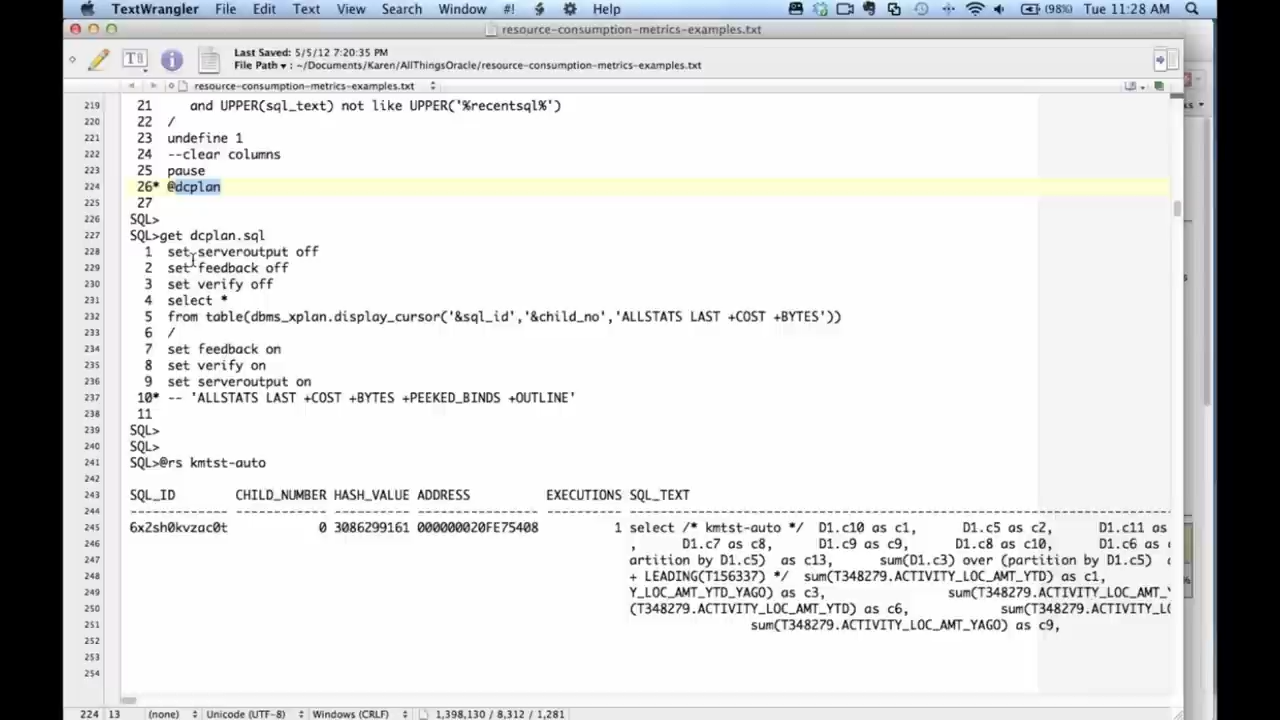 TextWrangler File Edit Text View Search Window #! Help (98%) Tue 11:28 AM
resource-consumption-metrics-examples.txt
Last Saved: 5/5/12 7:20:35 PM
File Path ▾ : ~/Documents/Karen/AllThingsOracle/resource-consumption-metrics-examples.txt
resource-consumption-metrics-examples.txt
219 21 and UPPER(sql_text) not like UPPER('%recentsql%')
220 22 /
221 23 undefine 1
222 24 --clear columns
223 25 pause
224 26* @dcplan
225 27
226 SQL>
227 SQL>get dcplan.sql
228 1 set serveroutput off
229 2 set feedback off
230 3 set verify off
231 4 select *
232 5 from table(dbms_xplan.display_cursor('&sql_id','&child_no','ALLSTATS LAST +COST +BYTES'))
233 6 /
234 7 set feedback on
235 8 set verify on
236 9 set serveroutput on
237 10* -- 'ALLSTATS LAST +COST +BYTES +PEEKED_BINDS +OUTLINE'
238 11
239 SQL>
240 SQL>
241 SQL>@rs kmtst-auto
242
243 SQL_ID CHILD_NUMBER HASH_VALUE ADDRESS EXECUTIONS SQL_TEXT
244 ------------- ------------ ---------- ---------------- ---------- ----------------------------------------------------------------------
245 6x2sh0kvzac0t 0 3086299161 000000020FE75408 1 select /* kmtst-auto */ D1.c10 as c1, D1.c5 as c2, D1.c11 as
246 , D1.c7 as c8, D1.c9 as c9, D1.c8 as c10, D1.c6 as
247 artition by D1.c5) as c13, sum(D1.c3) over (partition by D1.c5)
248 + LEADING(T156337) */ sum(T348279.ACTIVITY_LOC_AMT_YTD) as c1,
249 Y_LOC_AMT_YTD_YAGO) as c3, sum(T348279.ACTIVITY_LOC_AMT_Y
250 (T348279.ACTIVITY_LOC_AMT_YTD) as c6, sum(T348279.ACTIVITY_LOC
251 sum(T348279.ACTIVITY_LOC_AMT_YAGO) as c9,
252
253
254
224 13 (none) Unicode (UTF-8) Windows (CRLF) 1,398,130 / 8,312 / 1,281